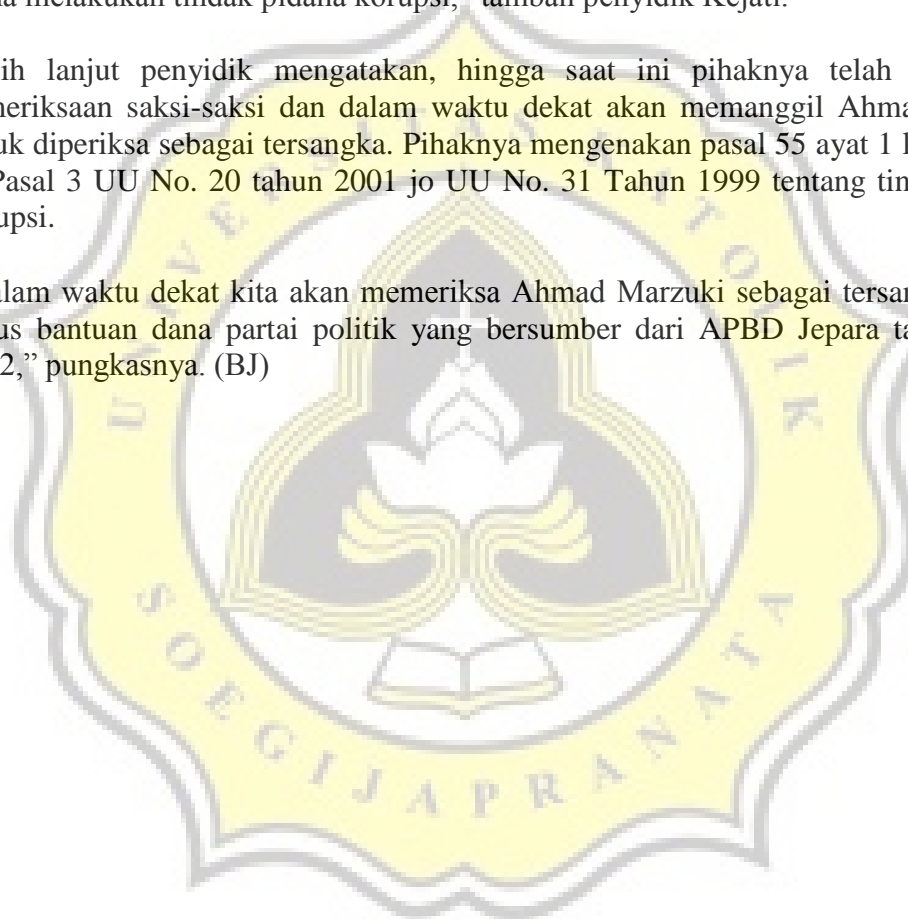 melakukan tindak pidana korupsi,” tambah penyidik Kejati.
ih lanjut penyidik mengatakan, hingga saat ini pihaknya telah
meriksaan saksi-saksi dan dalam waktu dekat akan memanggil Ahma
uk diperiksa sebagai tersangka. Pihaknya mengenakan pasal 55 ayat 1
Pasal 3 UU No. 20 tahun 2001 jo UU No. 31 Tahun 1999 tentang tin
upsi.
alam waktu dekat kita akan memeriksa Ahmad Marzuki sebagai tersan
us bantuan dana partai politik yang bersumber dari APBD Jepara ta
2,” pungkasnya. (BJ)
UNIVERSITAS KATOLIK
SOEGIJAPRANATA